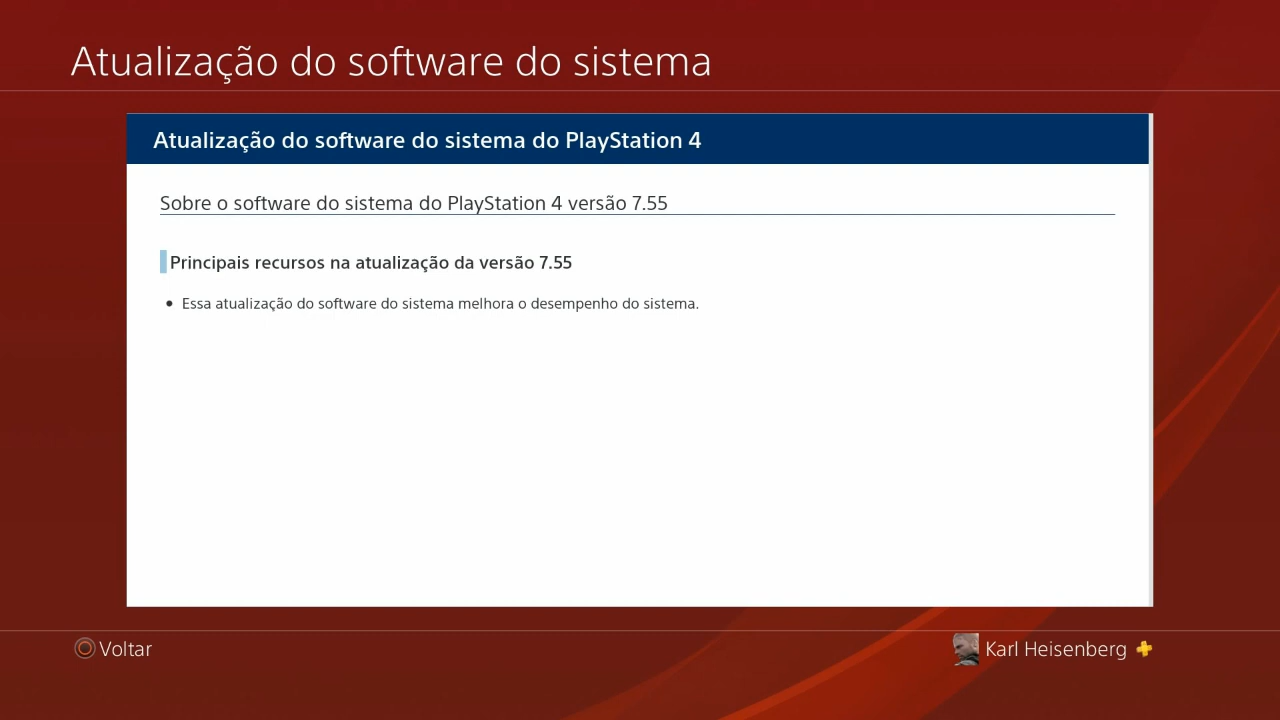 Atualização do software do sistema
Atualização do software do sistema do PlayStation 4
Sobre o software do sistema do PlayStation 4 versão 7.55
Principais recursos na atualização da versão 7.55
• Essa atualização do software do sistema melhora o desempenho do sistema.
Voltar
Karl Heisenberg